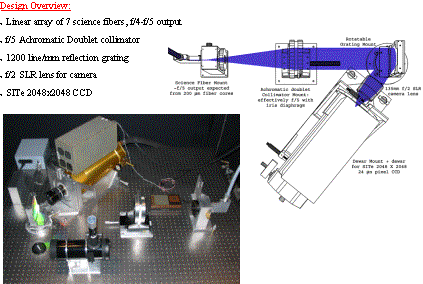 Design Overview:
. Linear array of 7 science fibers, f/4-f/5 output
. f/5 Achromatic Doublet collimator
. 1200 line/mm reflection grating
. f/2 SLR lens for camera
. SITe 2048x2048 CCD
Rotatable
Grating Mount
Science Fiber Mount
~f/5 output expected
from 200 µm fiber cores
Achromatic doublet
Collimator Mount-
effectively f/5 with
iris diaphragm
135mm f/2 SLR
camera lens
Dewar Mount + dewar
for SITe 2048 X 2048
24 µm pixel CCD